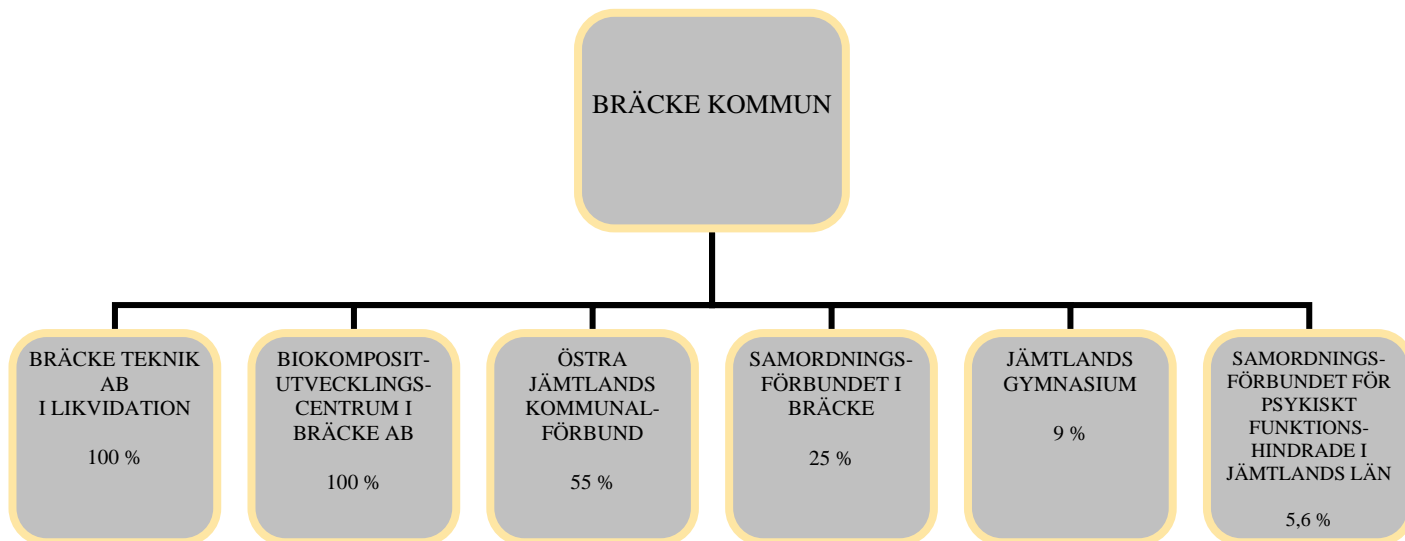 BRÄCKE KOMMUN
BRÄCKE TEKNIK
AB
I LIKVIDATION
100 %
BIOKOMPOSIT-
UTVECKLINGS-
CENTRUM I
BRÄCKE AB
100 %
ÖSTRA
JÄMTLANDS
KOMMUNAL-
FÖRBUND
55 %
SAMORDNINGS-
FÖRBUNDET I
BRÄCKE
25 %
JÄMTLANDS
GYMNASIUM
9 %
SAMORDNINGS-
FÖRBUNDET FÖR
PSYKISKT
FUNKTIONS-
HINDRADE I
JÄMTLANDS LÄN
5,6 %